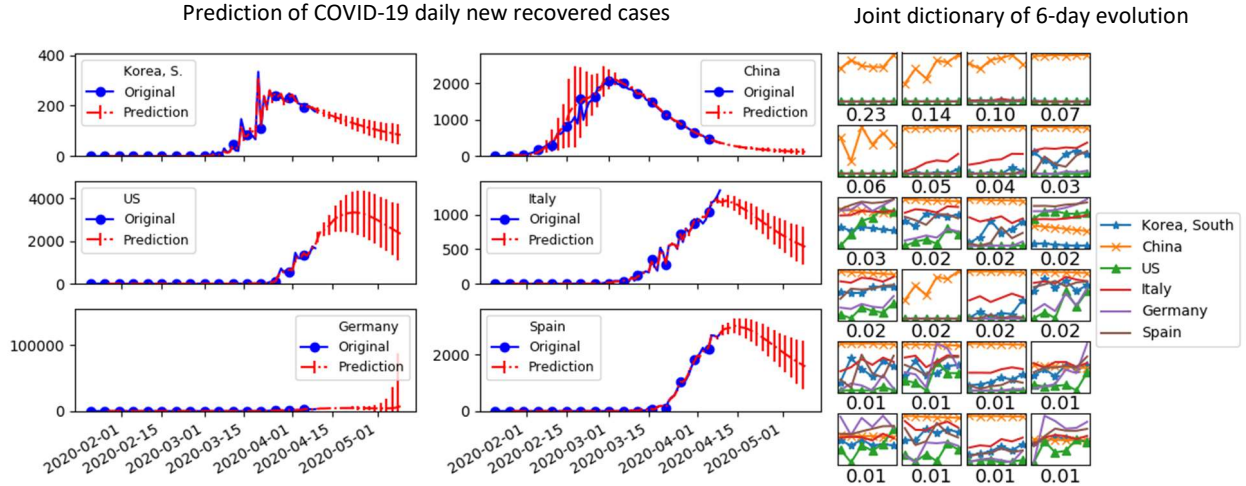 Prediction of COVID-19 daily new recovered cases
Joint dictionary of 6-day evolution
400
200
0
Korea, S.
Original
Prediction
2000
1000
0
China
Original
Prediction
4000
2000
0
US
Original
Prediction
1000
500
0
Italy
Original
Prediction
100000
0
Germany
Original
Prediction
2000
0
Spain
Original
Prediction
2020-02-01
2020-02-15
2020-03-01
2020-03-15
2020-04-01
2020-04-15
2020-05-01
2020-02-01
2020-02-15
2020-03-01
2020-03-15
2020-04-01
2020-04-15
2020-05-01
0.23 0.14 0.10 0.07
0.06 0.05 0.04 0.03
0.03 0.02 0.02 0.02
0.02 0.02 0.02 0.02
0.01 0.01 0.01 0.01
0.01 0.01 0.01 0.01
Korea, South
China
US
Italy
Germany
Spain